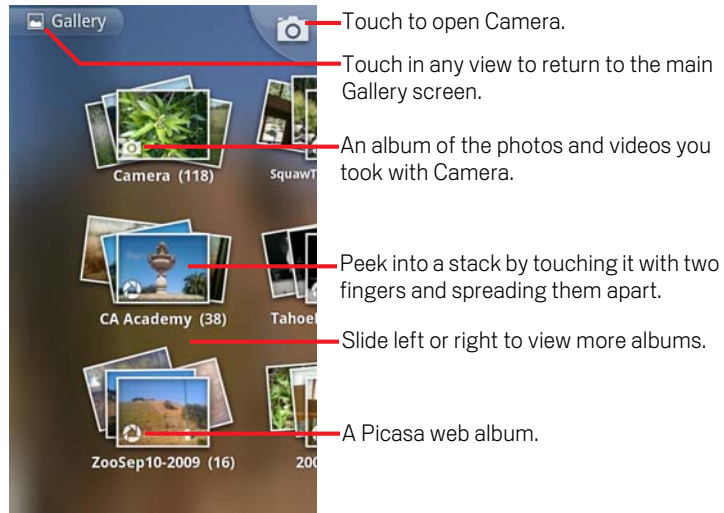 Gallery
Touch to open Camera.
Touch in any view to return to the main
Gallery screen.
An album of the photos and videos you
took with Camera.
Camera (118)
SquawT
Peek into a stack by touching it with two
fingers and spreading them apart.
CA Academy (38)
Tahoe
Slide left or right to view more albums.
A Picasa web album.
ZooSep10-2009 (16)
200